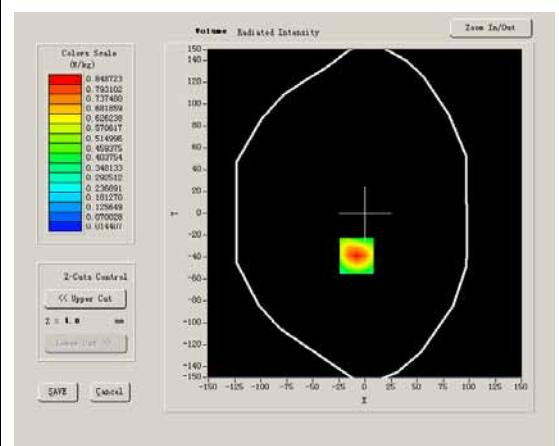 Volume Radiated Intensity
Zoom In/Out
Colors Scale
(W/kg)
0.848723
0.793102
0.737480
0.681859
0.626238
0.570617
0.514996
0.459375
0.403754
0.348133
0.292512
0.236891
0.181270
0.125649
0.070028
0.014407
Z-Cuts Control
<< Upper Cut
Z = 4.0 mm
Lower Cut >>
SAVE
Cancel
150
140
120
100
80
60
40
20
0
-20
-40
-60
-80
-100
-120
-140
-150
Y
-150 -125 -100 -75 -50 -25 0 25 50 75 100 125 150
X